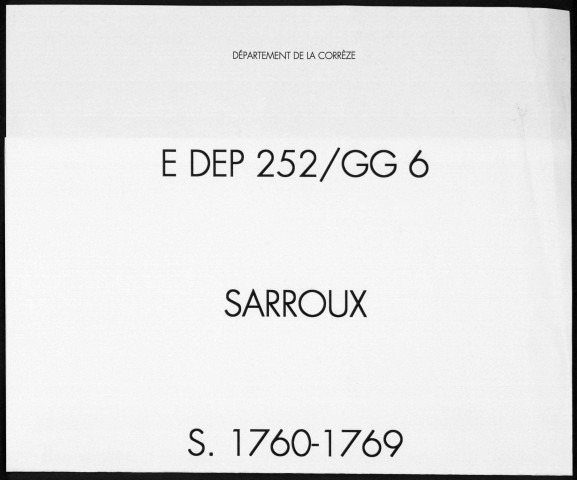 DÉPARTEMENT DE LA CORRÈZE
E DEP 252/GG 6
SARROUX
S. 1760-1769